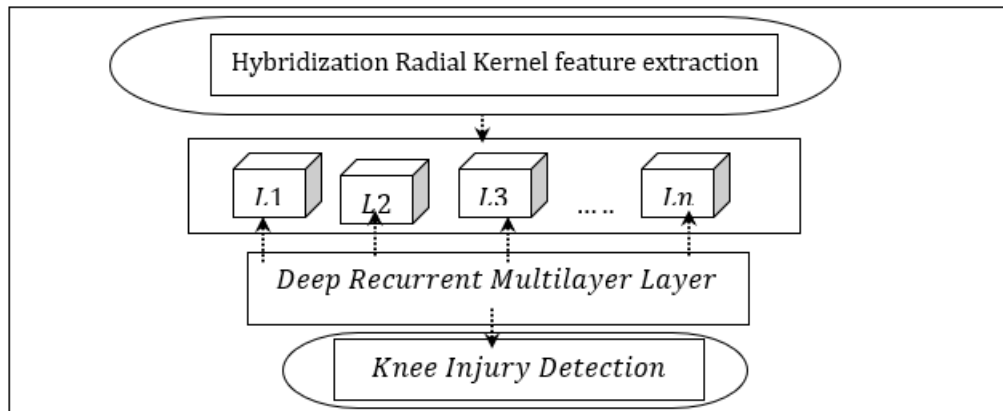 Hybridization Radial Kernel feature extraction
L1 L2 L3 ..... Ln
Deep Recurrent Multilayer Layer
Knee Injury Detection